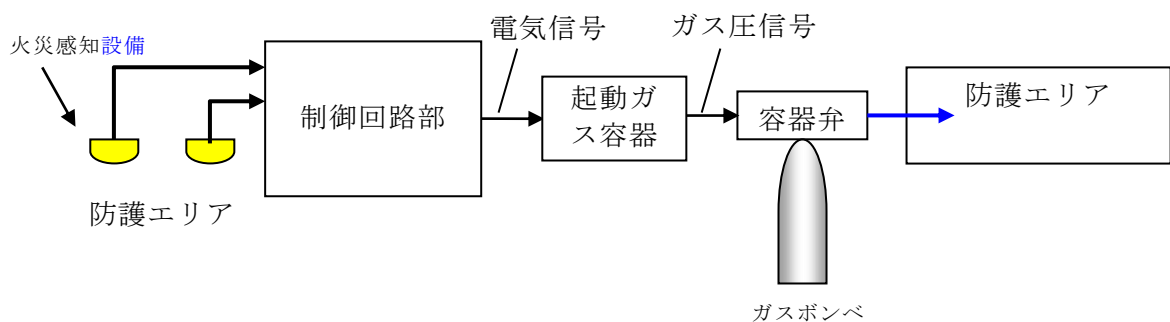 火災感知設備
電気信号
ガス圧信号
制御回路部
起動ガ
ス容器
容器弁
防護エリア
防護エリア
ガスボンベ